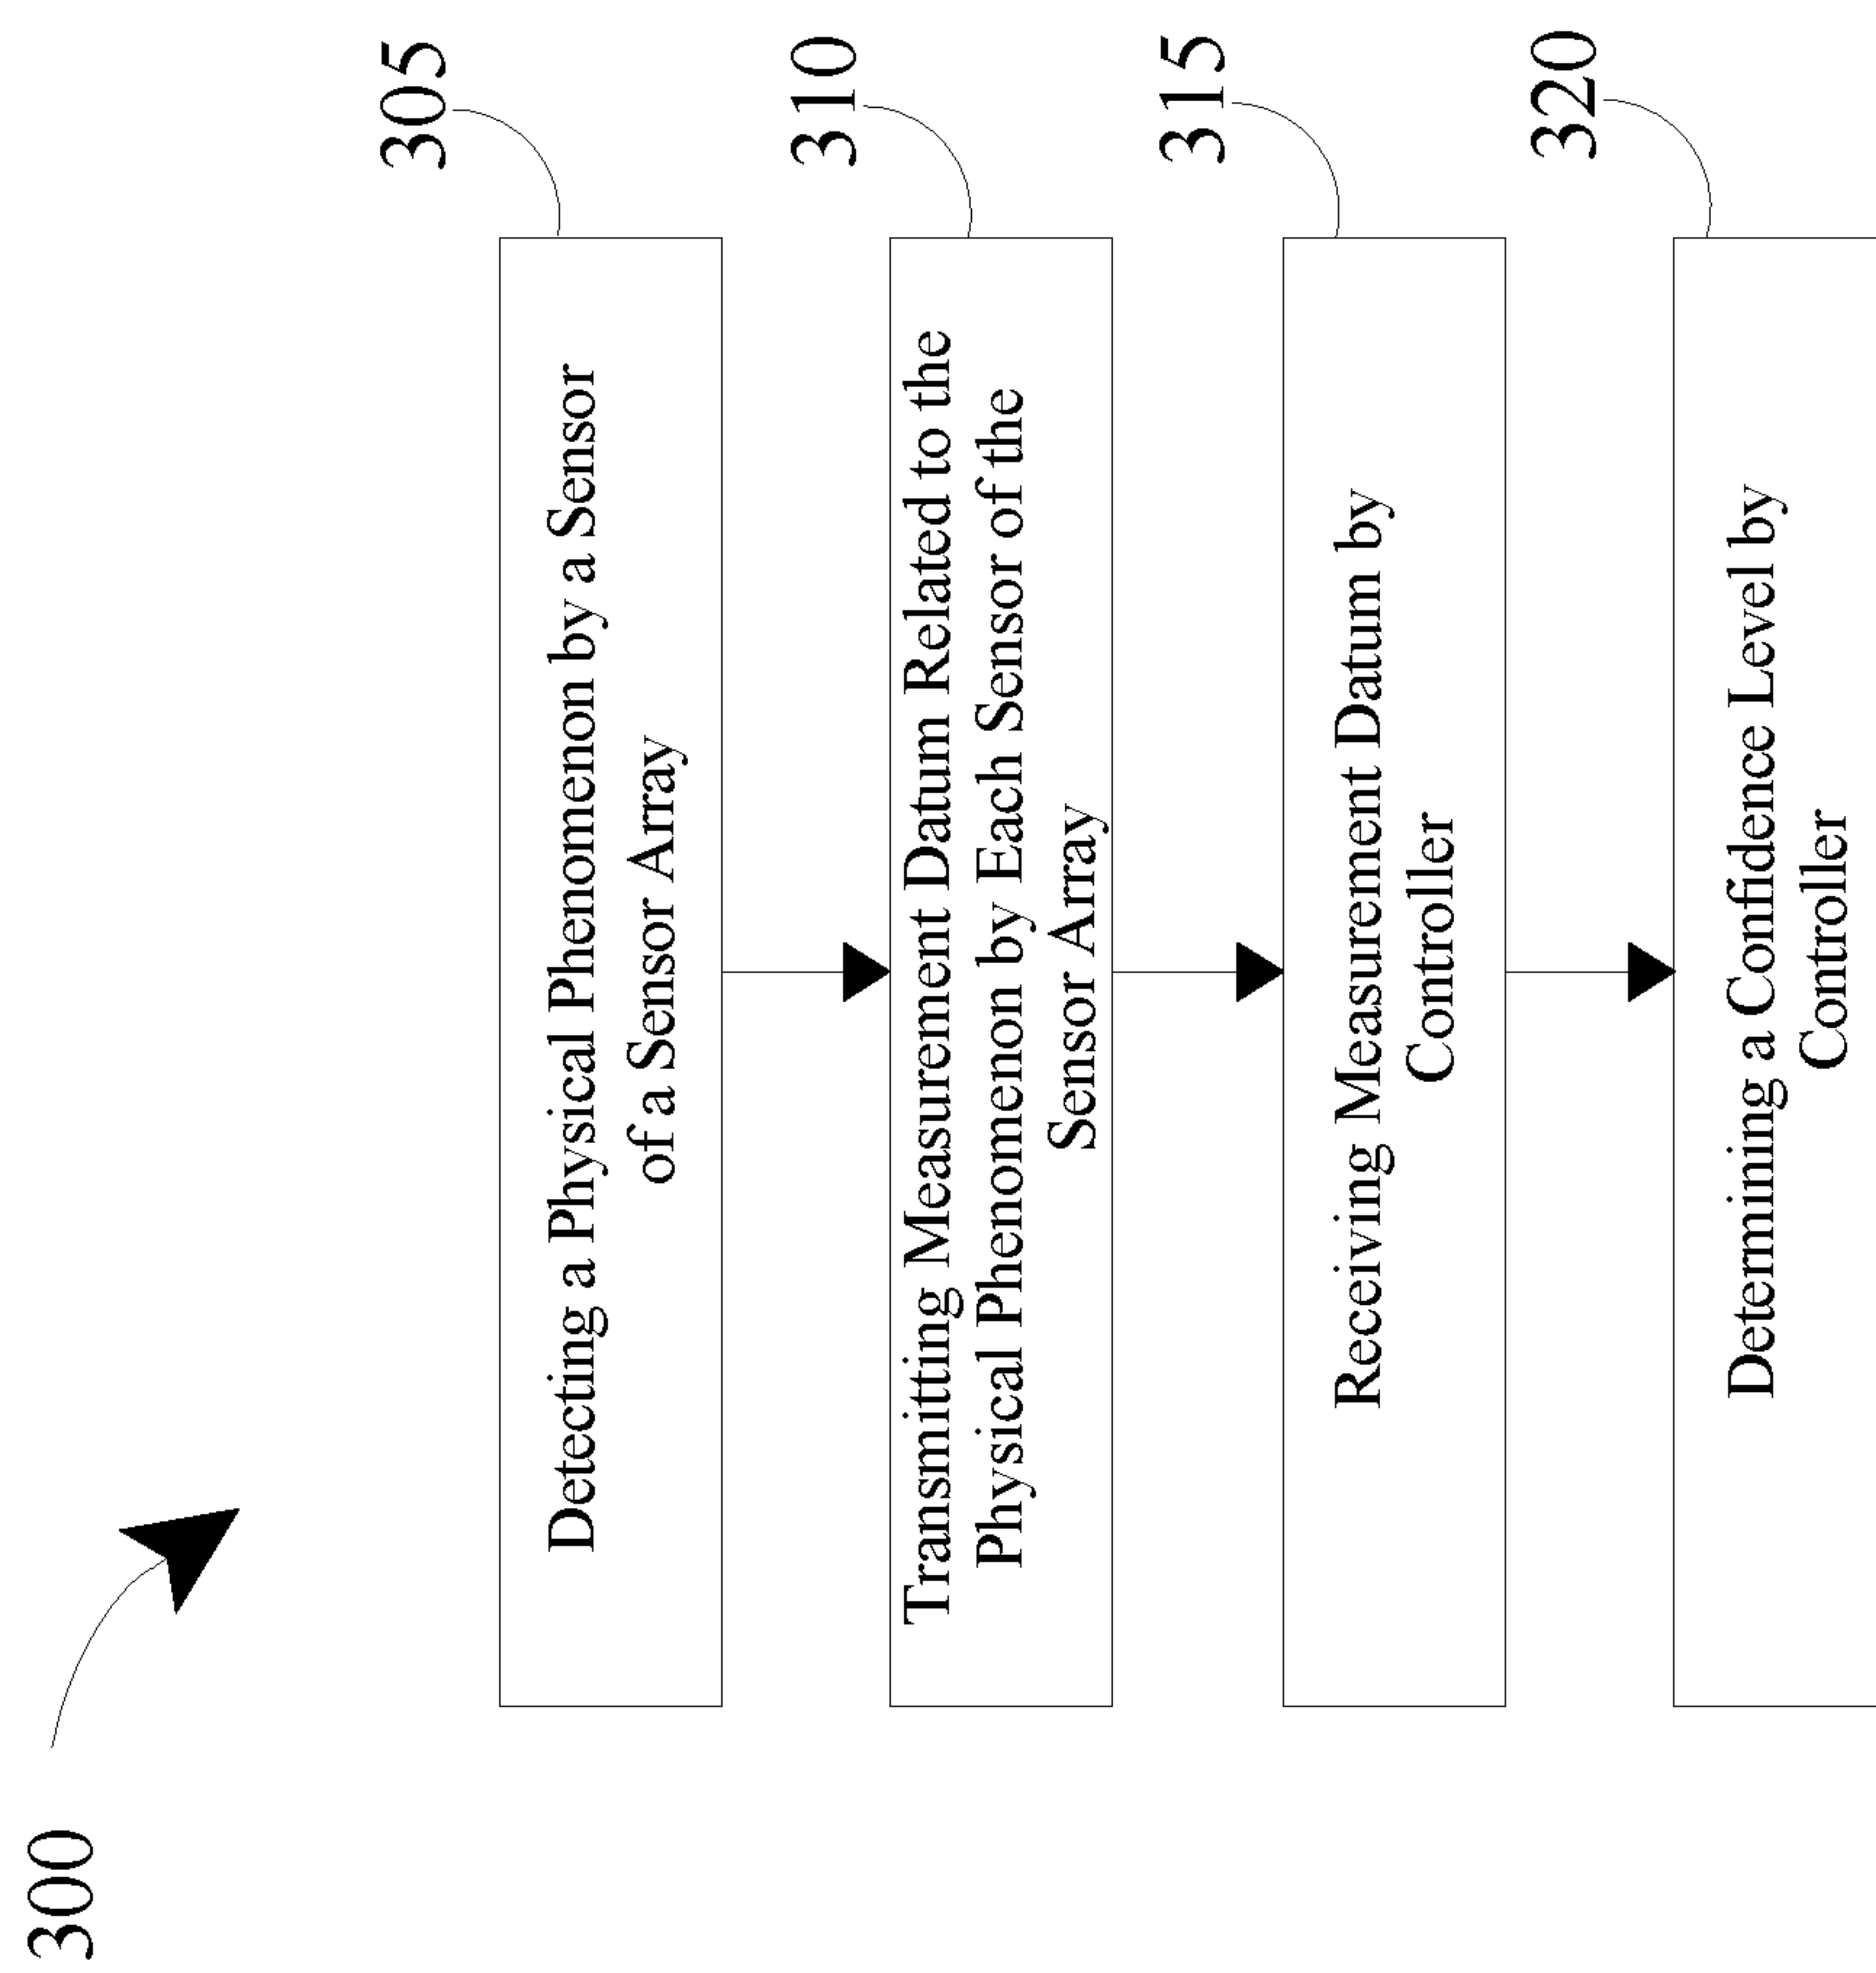 300
305
Detecting a Physical Phenomenon by a Sensor
of a Sensor Array
310
Transmitting Measurement Datum Related to the
Physical Phenomenon by Each Sensor of the
Sensor Array
315
Receiving Measurement Datum by
Controller
320
Determining a Confidence Level by
Controller